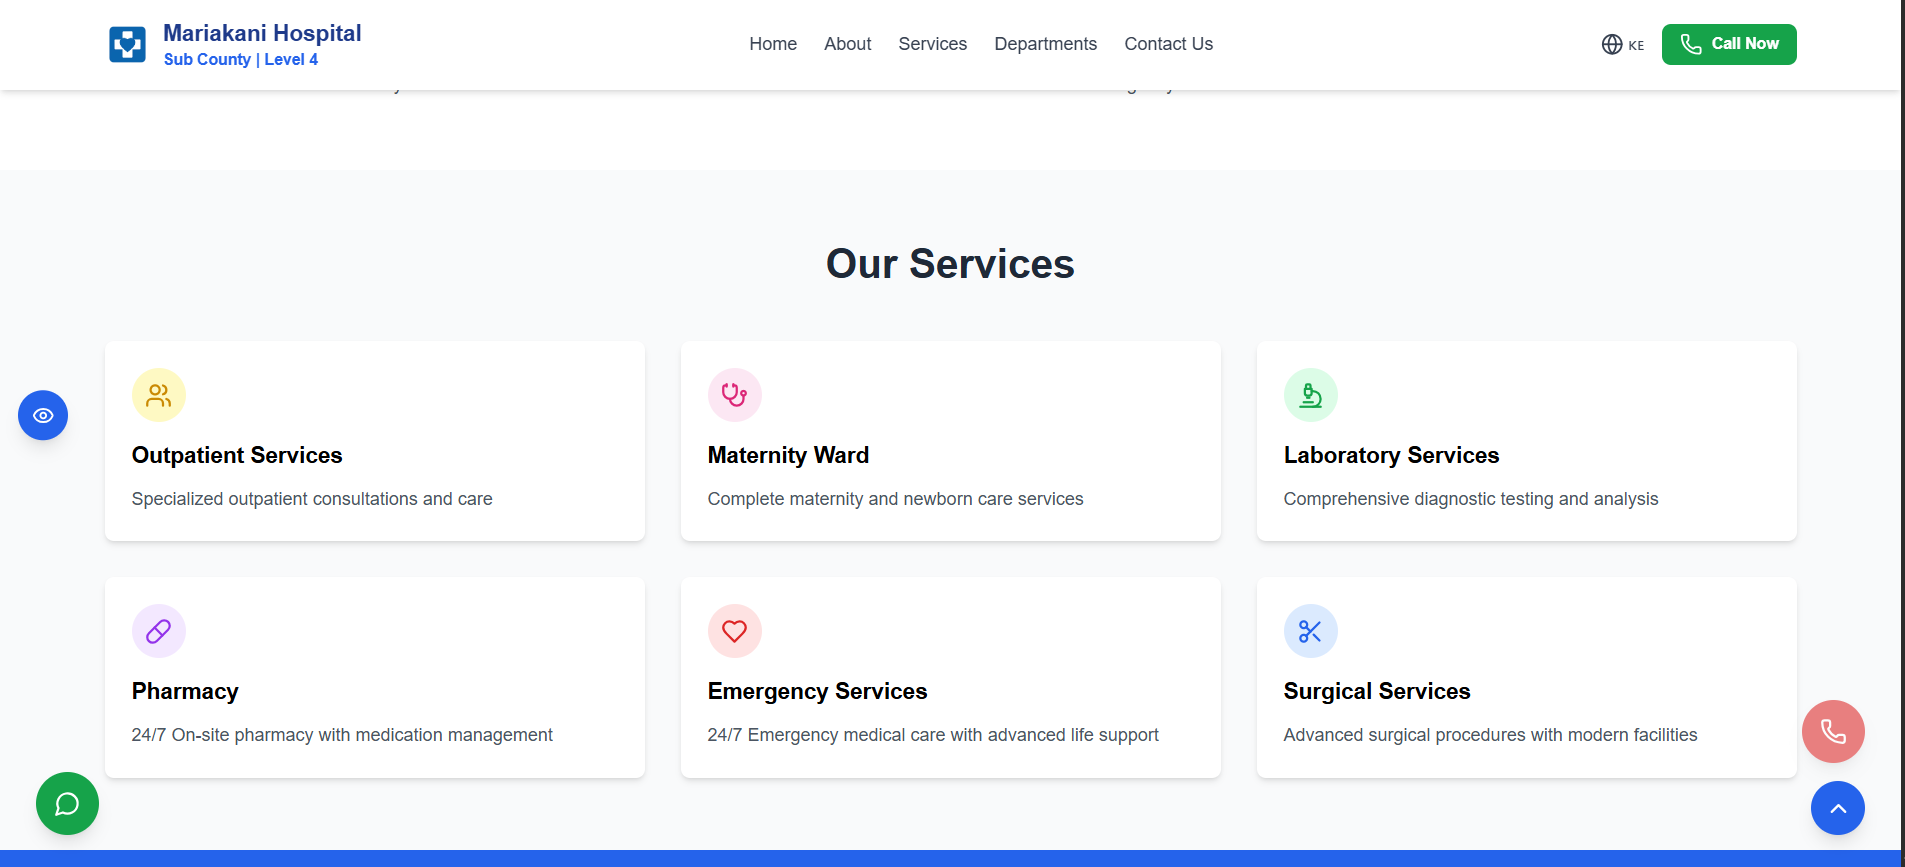 Mariakani Hospital
Sub County | Level 4
Home About Services Departments Contact Us
KE
Call Now
Our Services
Outpatient Services
Specialized outpatient consultations and care
Maternity Ward
Complete maternity and newborn care services
Laboratory Services
Comprehensive diagnostic testing and analysis
Pharmacy
24/7 On-site pharmacy with medication management
Emergency Services
24/7 Emergency medical care with advanced life support
Surgical Services
Advanced surgical procedures with modern facilities